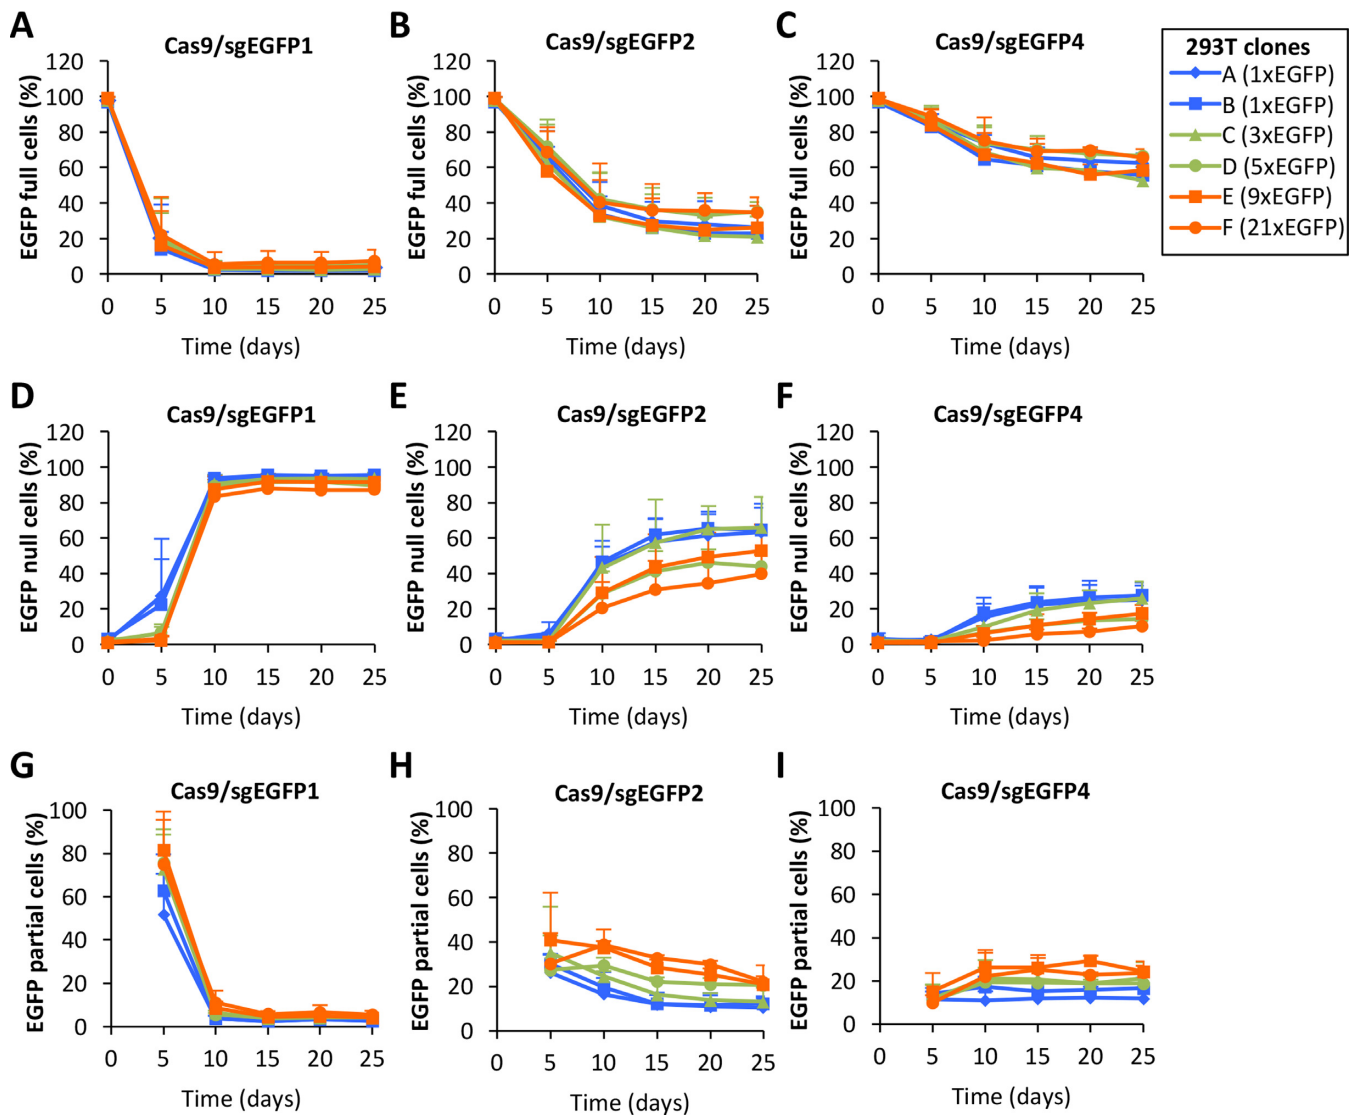 A
Cas9/sgEGFP1
EGFP full cells (%)
120
100
80
60
40
20
0
0 5 10 15 20 25
Time (days)
B
Cas9/sgEGFP2
EGFP full cells (%)
120
100
80
60
40
20
0
0 5 10 15 20 25
Time (days)
C
Cas9/sgEGFP4
EGFP full cells (%)
120
100
80
60
40
20
0
0 5 10 15 20 25
Time (days)
293T clones
A (1xEGFP)
B (1xEGFP)
C (3xEGFP)
D (5xEGFP)
E (9xEGFP)
F (21xEGFP)
D
Cas9/sgEGFP1
EGFP null cells (%)
120
100
80
60
40
20
0
0 5 10 15 20 25
Time (days)
E
Cas9/sgEGFP2
EGFP null cells (%)
120
100
80
60
40
20
0
0 5 10 15 20 25
Time (days)
F
Cas9/sgEGFP4
EGFP null cells (%)
120
100
80
60
40
20
0
0 5 10 15 20 25
Time (days)
G
Cas9/sgEGFP1
EGFP partial cells (%)
100
80
60
40
20
0
0 5 10 15 20 25
Time (days)
H
Cas9/sgEGFP2
EGFP partial cells (%)
100
80
60
40
20
0
0 5 10 15 20 25
Time (days)
I
Cas9/sgEGFP4
EGFP partial cells (%)
100
80
60
40
20
0
0 5 10 15 20 25
Time (days)